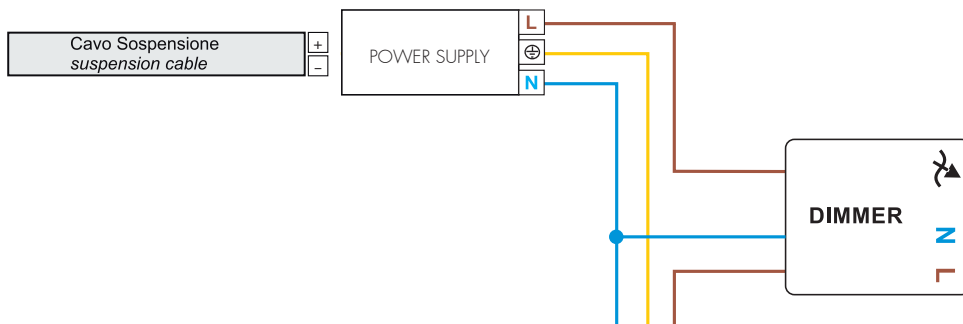 Cavo Sospensione
suspension cable
+
−
POWER SUPPLY
L
N
DIMMER
N
L